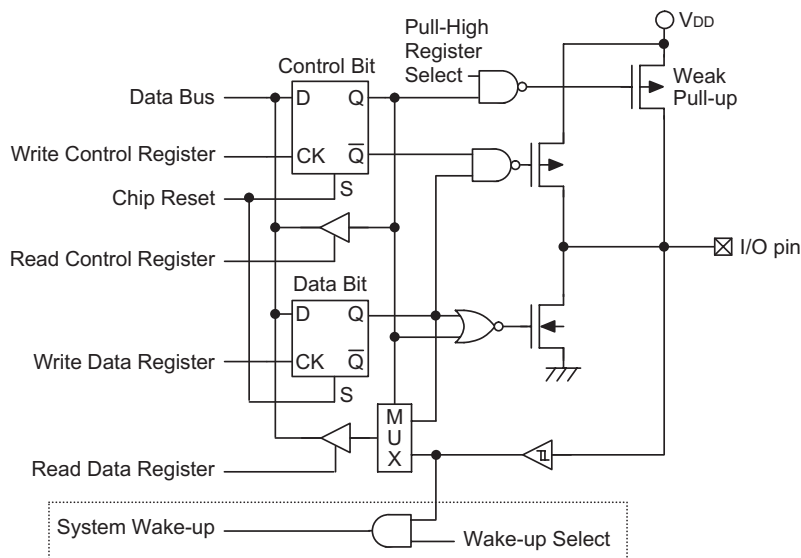 VDD
Pull-High
Register
Select
Weak
Pull-up
Control Bit
Data Bus
D
Q
Write Control Register
CK
Q
Chip Reset
S
Read Control Register
I/O pin
Data Bit
D
Q
Write Data Register
CK
Q
S
M
U
X
Read Data Register
System Wake-up
Wake-up Select